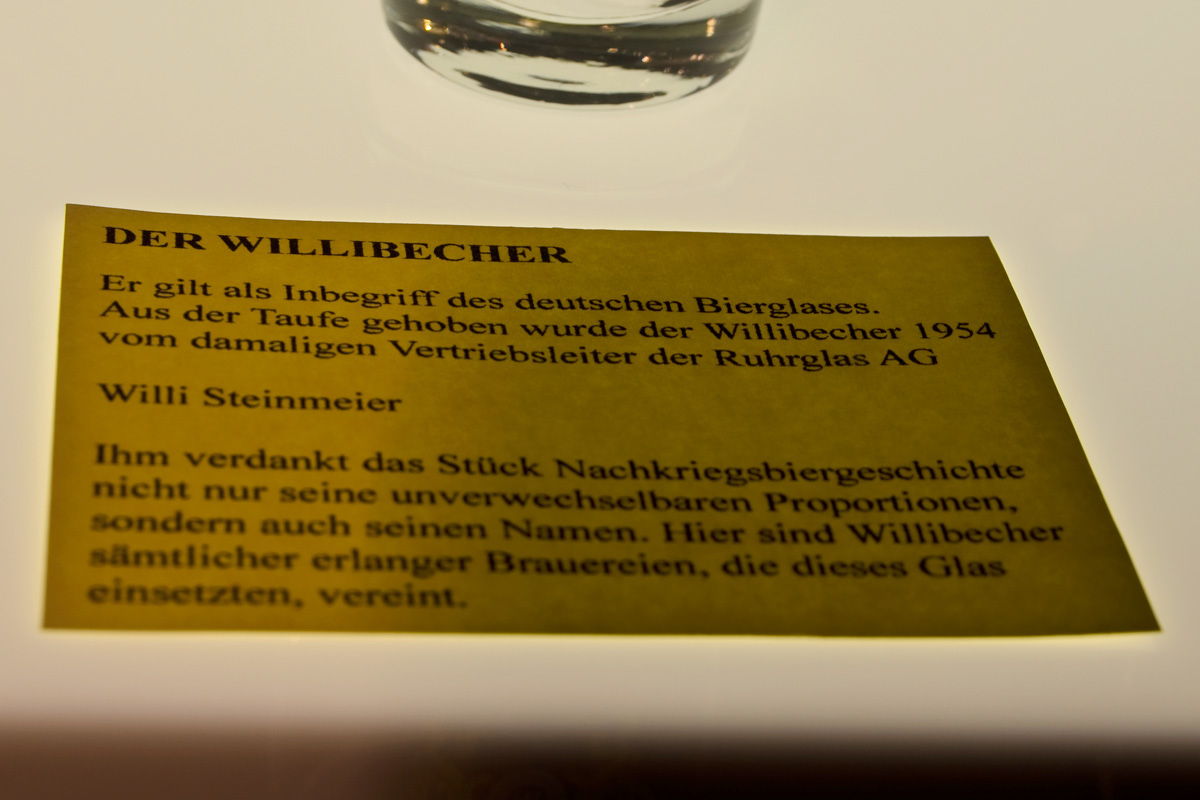 DER WILLIBECHER
Er gilt als Inbegriff des deutschen Bierglases.
Aus der Taufe gehoben wurde der Willibecher 1954
vom damaligen Vertriebsleiter der Ruhrglas AG
Willi Steinmeier
Ihm verdankt das Stück Nachkriegsbiergeschichte
nicht nur seine unverwechselbaren Proportionen,
sondern auch seinen Namen. Hier sind Willibecher
sämtlicher erlanger Brauereien, die dieses Glas
einsetzten, vereint.